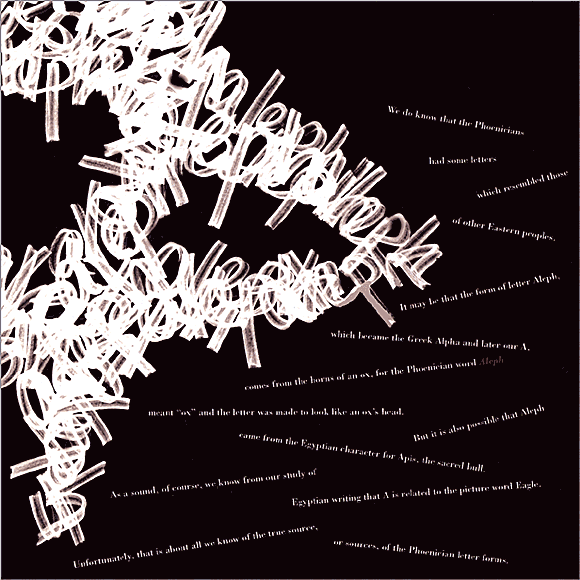 We do know that the Phoenicians
had some letters
which resembled those
of other Eastern peoples.
It may be that the form of letter Aleph,
which became the Greek Alpha and later our A,
comes from the horns of an ox, for the Phoenician word Aleph
meant "ox" and the letter was made to look like an ox's head.
But it is also possible that Aleph
came from the Egyptian character for Apis, the sacred bull.
As a sound, of course, we know from our study of
Egyptian writing that A is related to the picture word Eagle.
Unfortunately, that is about all we know of the true source,
or sources, of the Phoenician letter forms.